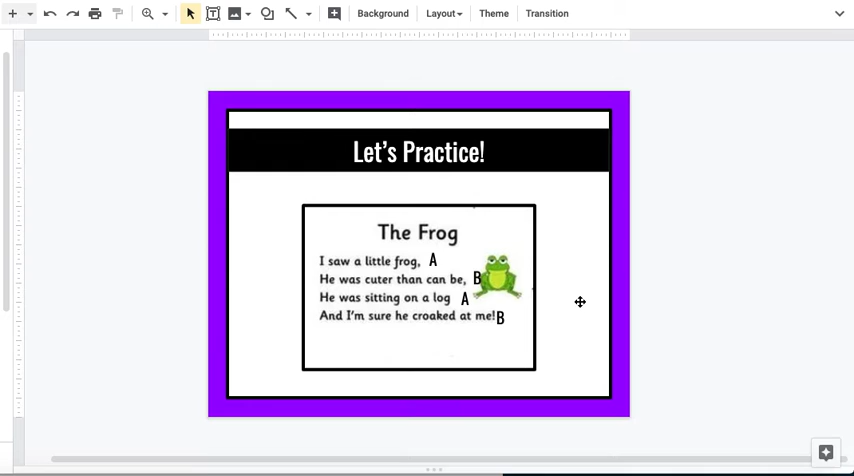 Background Layout Theme Transition
Let's Practice!
The Frog
I saw a little frog, A
He was cuter than can be, B
He was sitting on a log A
And I'm sure he croaked at me! B